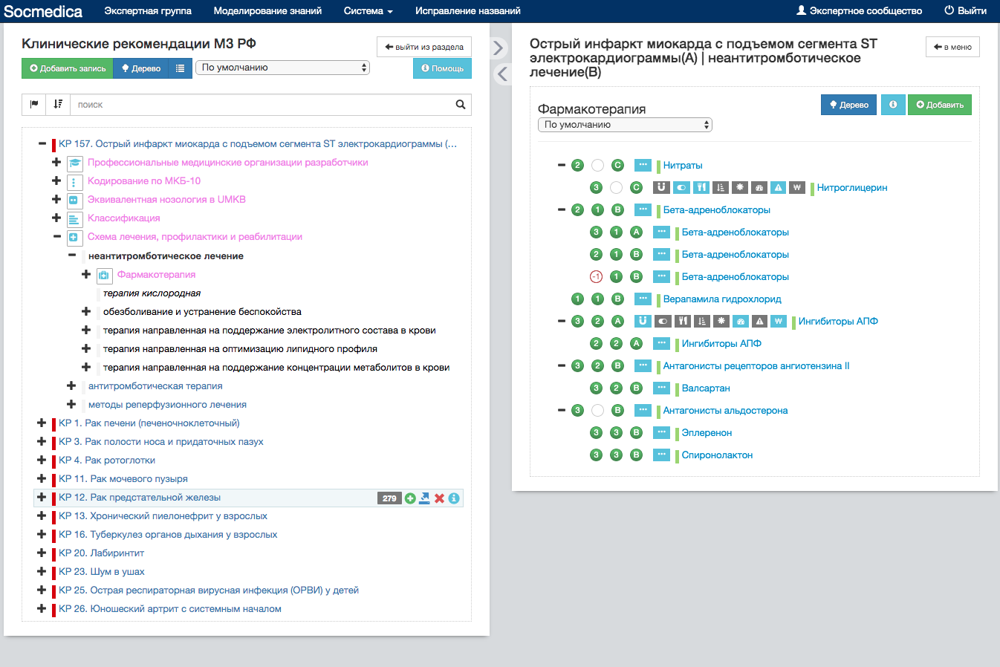 Socmedica Экспертная группа Моделирование знаний Система Исправление названий Экспертное сообщество Выйти
Клинические рекомендации МЗ РФ
выйти из раздела
Добавить запись Дерево По умолчанию Помощь
поиск
КР 157. Острый инфаркт миокарда с подъемом сегмента ST электрокардиограммы (...
Профессиональные медицинские организации разработчики
Кодирование по МКБ-10
Эквивалентная нозология в UMKB
Классификация
Схема лечения, профилактики и реабилитации
неантитромботическое лечение
Фармакотерапия
терапия кислородная
обезболивание и устранение беспокойства
терапия направленная на поддержание электролитного состава в крови
терапия направленная на оптимизацию липидного профиля
терапия направленная на поддержание концентрации метаболитов в крови
антитромботическая терапия
методы реперфузионного лечения
КР 1. Рак печени (печеночноклеточный)
КР 3. Рак полости носа и придаточных пазух
КР 4. Рак ротоглотки
КР 11. Рак мочевого пузыря
КР 12. Рак предстательной железы 279
КР 13. Хронический пиелонефрит у взрослых
КР 16. Туберкулез органов дыхания у взрослых
КР 20. Лабиринтит
КР 23. Шум в ушах
КР 25. Острая респираторная вирусная инфекция (ОРВИ) у детей
КР 26. Юношеский артрит с системным началом
Острый инфаркт миокарда с подъемом сегмента ST
электрокардиограммы(A) | неантитромботическое
лечение(B)
в меню
Фармакотерапия
По умолчанию
Дерево Добавить
2 C Нитраты
3 C Нитроглицерин
2 1 B Бета-адреноблокаторы
3 1 A Бета-адреноблокаторы
2 1 B Бета-адреноблокаторы
-1 1 B Бета-адреноблокаторы
1 1 B Верапамила гидрохлорид
3 2 A Ингибиторы АПФ
2 2 A Ингибиторы АПФ
3 2 B Антагонисты рецепторов ангиотензина II
3 2 B Валсартан
3 B Антагонисты альдостерона
3 3 B Эплеренон
3 3 B Спиронолактон